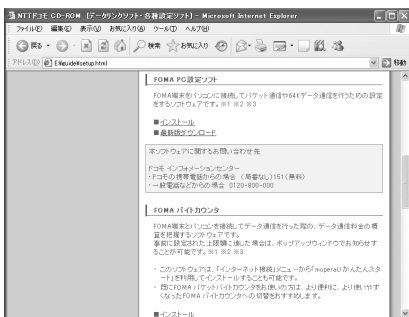 NTTドコモ CD-ROM [データリンクソフト・各種設定ソフト] - Microsoft Internet Explorer
ファイル(F) 編集(E) 表示(V) お気に入り(A) ツール(T) ヘルプ(H)
戻る 検索 お気に入り
アドレス(D) E:¥guide¥setup.html 移動
FOMA PC設定ソフト
FOMA端末をパソコンに接続してパケット通信や64Kデータ通信を行うための設定
をするソフトウェアです。※1 ※2 ※3
■インストール
■最新版ダウンロード
本ソフトウェアに関するお問い合わせ先
ドコモ インフォメーションセンター
・ドコモの携帯電話からの場合 (局番なし)151(無料)
・一般電話などからの場合 0120-800-000
FOMA バイトカウンタ
FOMA端末とパソコンを接続してデータ通信を行った際の、データ通信料金の概
算を把握するソフトウェアです。
事前に設定された上限額に達した場合は、ポップアップウィンドウでお知らせす
ることが可能です。※1 ※2 ※3
・このソフトウェアは、「インターネット接続」メニューから「mopera Uかんたんスタ
ート」を利用してインストールすることも可能です。
・既にFOMA パケット/バイトカウンタをお使いの方は、より便利に、より使いやす
くなったFOMA バイトカウンタへの切替をおすすめします。
■インストール